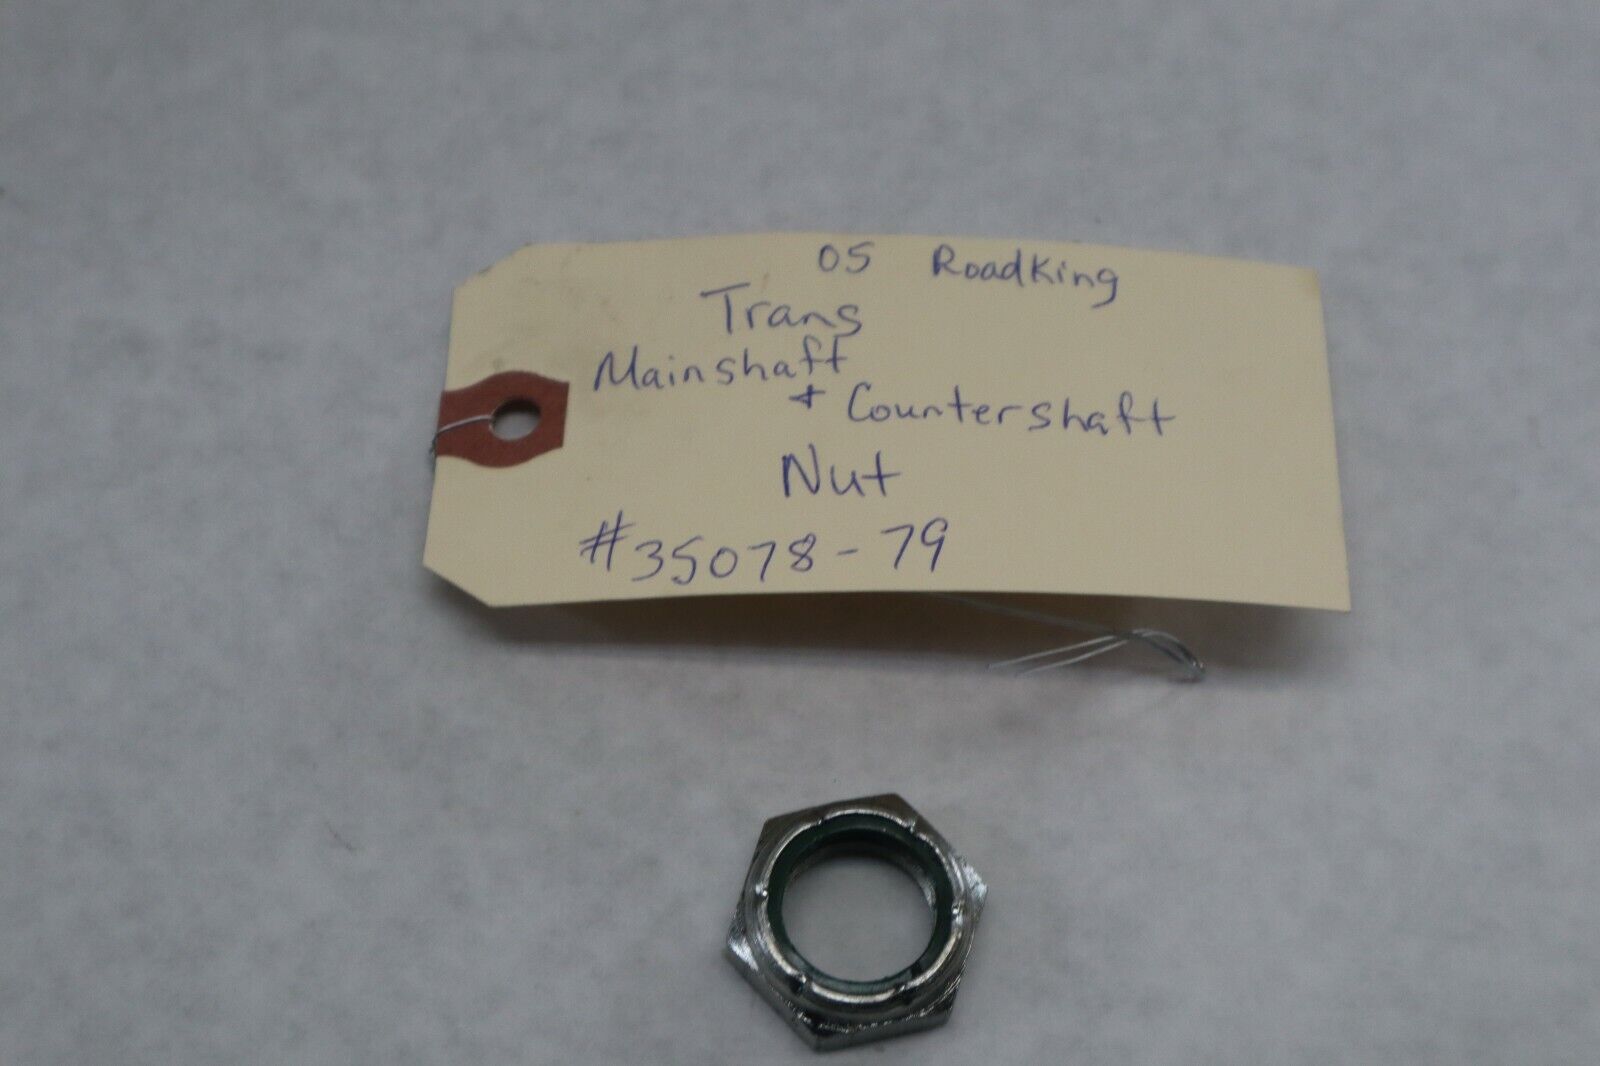 05 RoadKing
Trans
Mainshaft
+ Countershaft
Nut
#35078-79